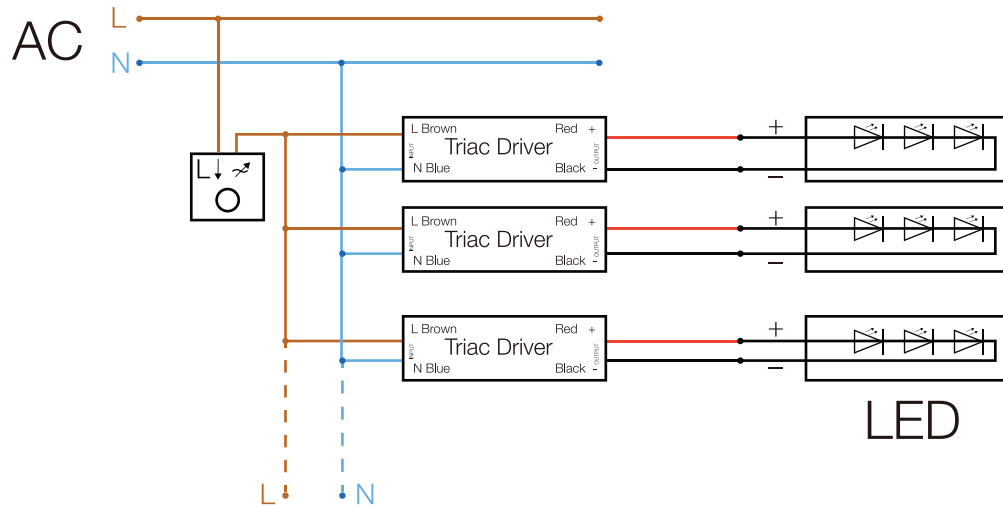 AC
L
N
L
L Brown
Red +
INPUT
Triac Driver
OUTPUT
N Blue
Black -
+
−
L Brown
Red +
INPUT
Triac Driver
OUTPUT
N Blue
Black -
+
−
L Brown
Red +
INPUT
Triac Driver
OUTPUT
N Blue
Black -
+
−
LED
L
N